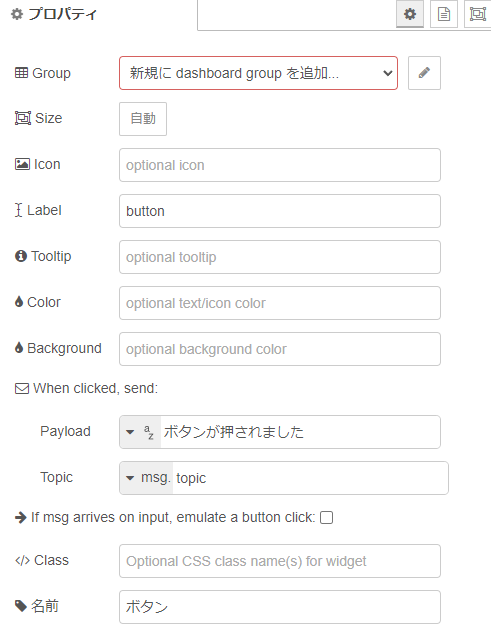 プロパティ
Group 新規に dashboard group を追加...
Size 自動
Icon optional icon
Label button
Tooltip optional tooltip
Color optional text/icon color
Background optional background color
When clicked, send:
Payload az ボタンが押されました
Topic msg. topic
If msg arrives on input, emulate a button click:
</> Class Optional CSS class name(s) for widget
名前 ボタン